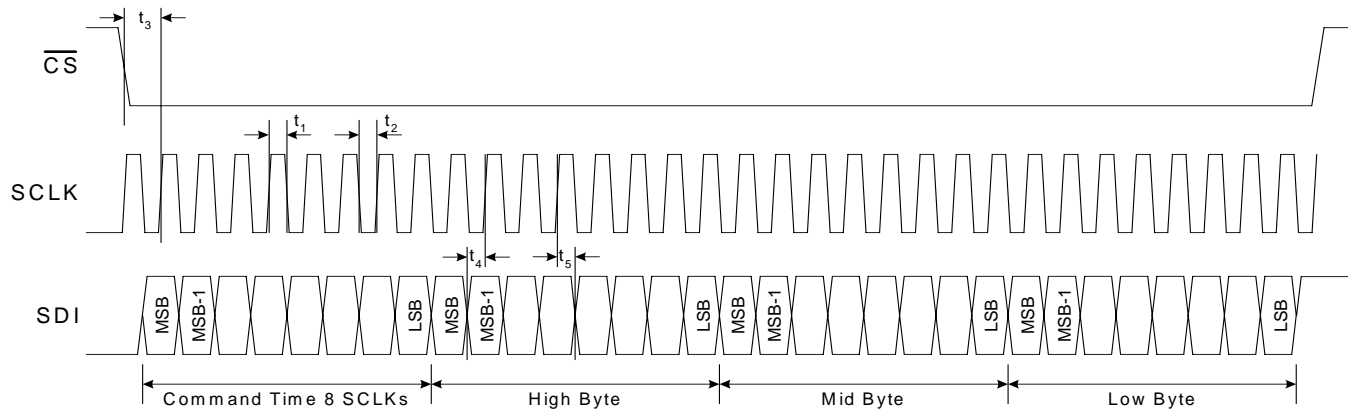 t3
CS
t1
t2
SCLK
t4
t5
SDI
MSB
MSB-1
LSB
MSB
MSB-1
LSB
MSB
MSB-1
LSB
MSB
MSB-1
LSB
Command Time 8 SCLKs
High Byte
Mid Byte
Low Byte